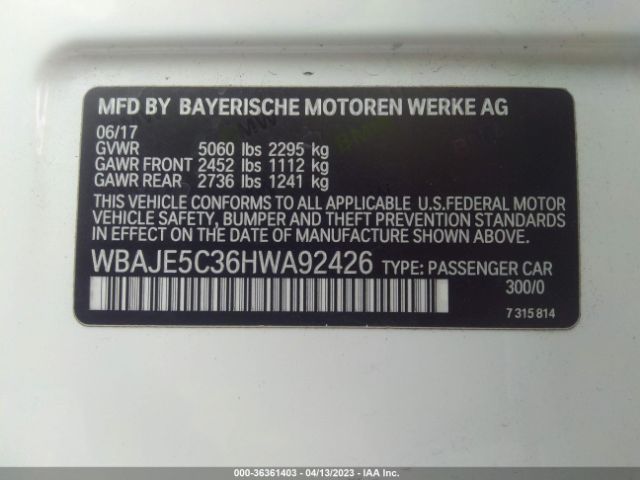 MFD BY BAYERISCHE MOTOREN WERKE AG
06/17
GVWR 5060 lbs 2295 kg
GAWR FRONT 2452 lbs 1112 kg
GAWR REAR 2736 lbs 1241 kg
THIS VEHICLE CONFORMS TO ALL APPLICABLE U.S.FEDERAL MOTOR
VEHICLE SAFETY, BUMPER AND THEFT PREVENTION STANDARDS
IN EFFECT ON THE DATE OF MANUFACTURE SHOWN ABOVE.
WBAJE5C36HWA92426 TYPE: PASSENGER CAR
300/0
7 315 814
000-36361403 - 04/13/2023 - IAA Inc.